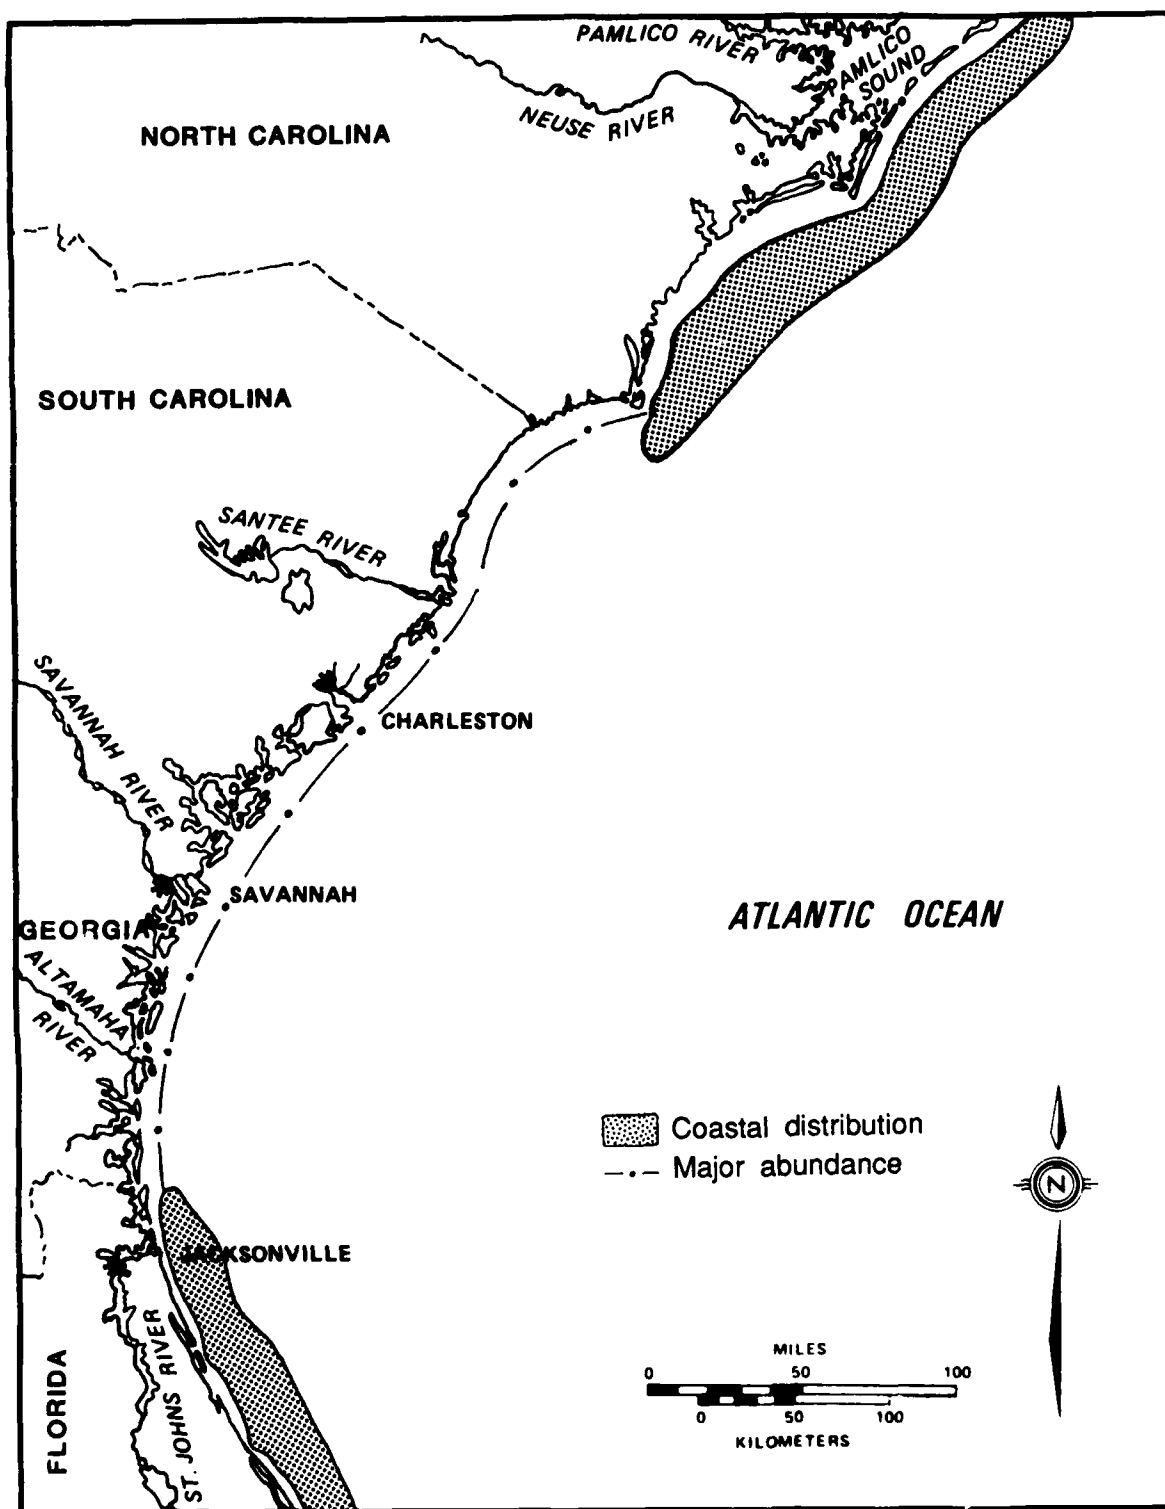 PAMLICO RIVER
PAMLICO
SOUND
NEUSE RIVER
NORTH CAROLINA
SOUTH CAROLINA
SANTEE RIVER
SAVANNAH RIVER
CHARLESTON
SAVANNAH
GEORGIA
ATLANTIC OCEAN
ALTAMAHA
RIVER
Coastal distribution
Major abundance
N
JACKSONVILLE
FLORIDA
ST. JOHNS RIVER
MILES
0 50 100
0 50 100
KILOMETERS